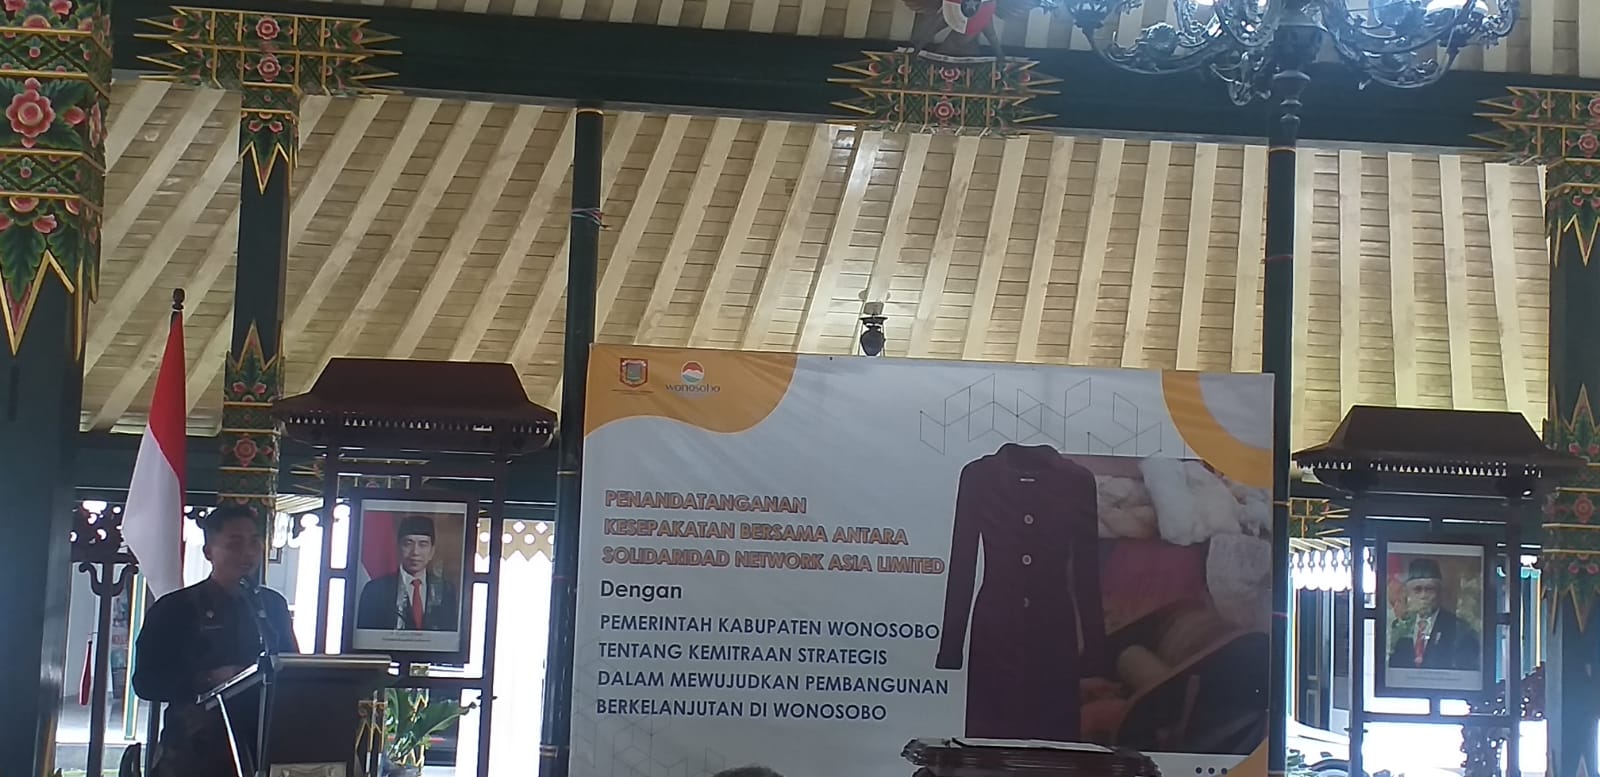 wonosobo
PENANDATANGANAN
KESEPAKATAN BERSAMA ANTARA
SOLIDARIDAD NETWORK ASIA LIMITED
Dengan
PEMERINTAH KABUPATEN WONOSOBO
TENTANG KEMITRAAN STRATEGIS
DALAM MEWUJUDKAN PEMBANGUNAN
BERKELANJUTAN DI WONOSOBO